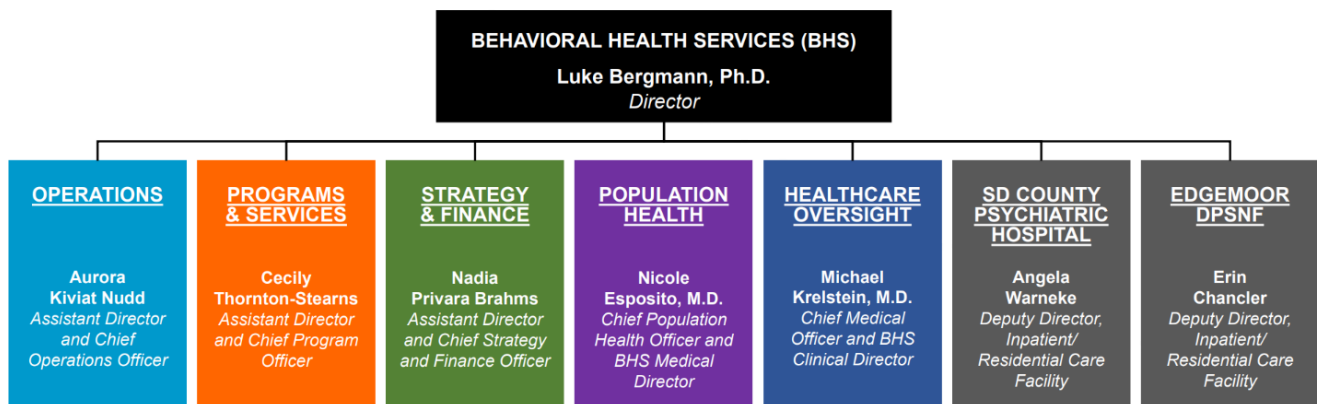 BEHAVIORAL HEALTH SERVICES (BHS)
Luke Bergmann, Ph.D.
Director
OPERATIONS
Aurora
Kiviat Nudd
Assistant Director
and Chief
Operations Officer
PROGRAMS
& SERVICES
Cecily
Thornton-Stearns
Assistant Director
and Chief Program
Officer
STRATEGY
& FINANCE
Nadia
Privara Brahms
Assistant Director
and Chief Strategy
and Finance Officer
POPULATION
HEALTH
Nicole
Esposito, M.D.
Chief Population
Health Officer and
BHS Medical
Director
HEALTHCARE
OVERSIGHT
Michael
Krelstein, M.D.
Chief Medical
Officer and BHS
Clinical Director
SD COUNTY
PSYCHIATRIC
HOSPITAL
Angela
Warneke
Deputy Director,
Inpatient/
Residential Care
Facility
EDGEMOOR
DPSNF
Erin
Chancler
Deputy Director,
Inpatient/
Residential Care
Facility